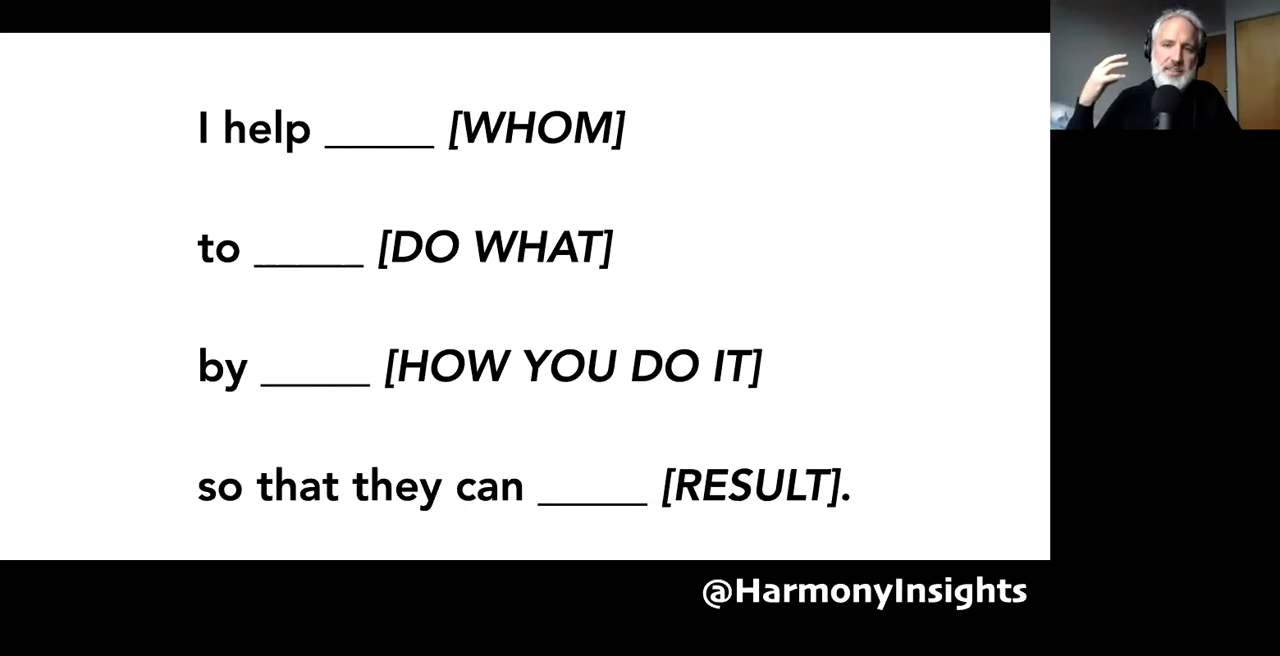 I help _____ [WHOM]
to _____ [DO WHAT]
by _____ [HOW YOU DO IT]
so that they can _____ [RESULT].
@HarmonyInsights